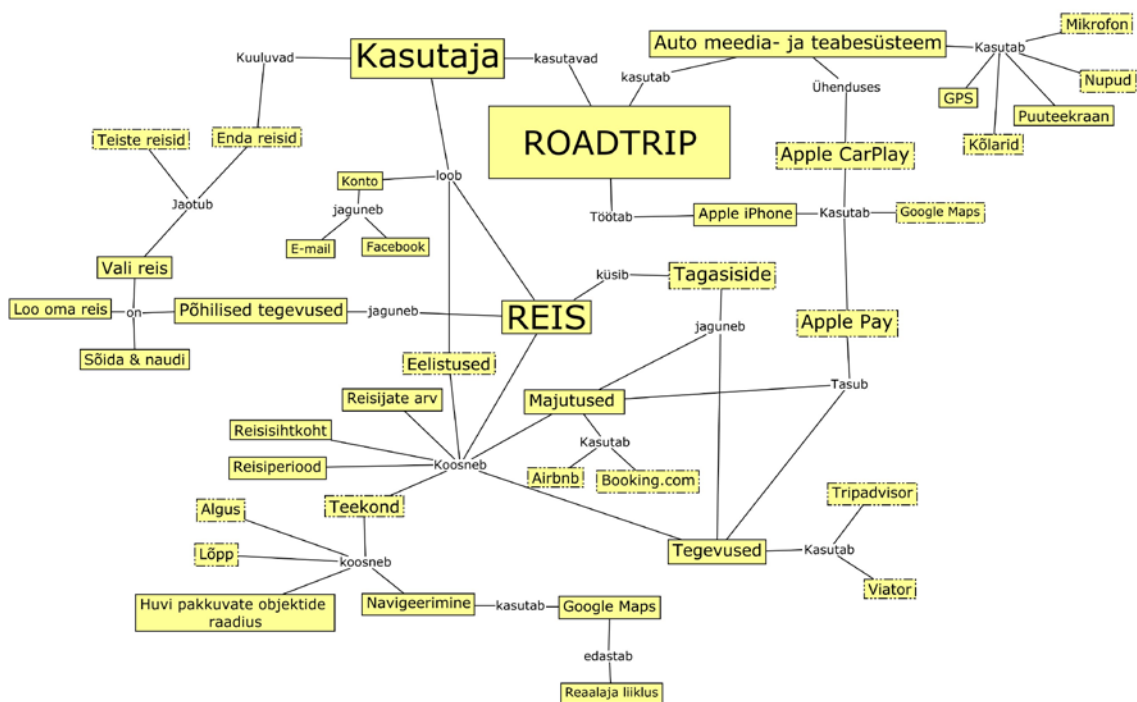 Mikrofon
Kasutaja
Auto meedia- ja teabesüsteem
Kasutab
Kuuluvad
kasutavad
kasutab
Nupud
Ühenduses
GPS
Puuteekraan
Teiste reisid
Enda reisid
ROADTRIP
Kõlarid
Apple CarPlay
loob
Konto
Jaotub
jaguneb
Töötab
Apple iPhone
Kasutab
Google Maps
E-mail
Facebook
Vali reis
küsib
Tagasiside
Loo oma reis
on
Põhilised tegevused
jaguneb
REIS
jaguneb
Apple Pay
Sõida & naudi
Eelistused
Tasub
Reisijate arv
Majutused
Reisisihtkoht
Kasutab
Reisiperiood
Koosneb
Airbnb
Booking.com
Tripadvisor
Algus
Teekond
Lõpp
koosneb
Tegevused
Kasutab
Viator
Huvi pakkuvate objektide
raadius
Navigeerimine
kasutab
Google Maps
edastab
Reaalaja liiklus